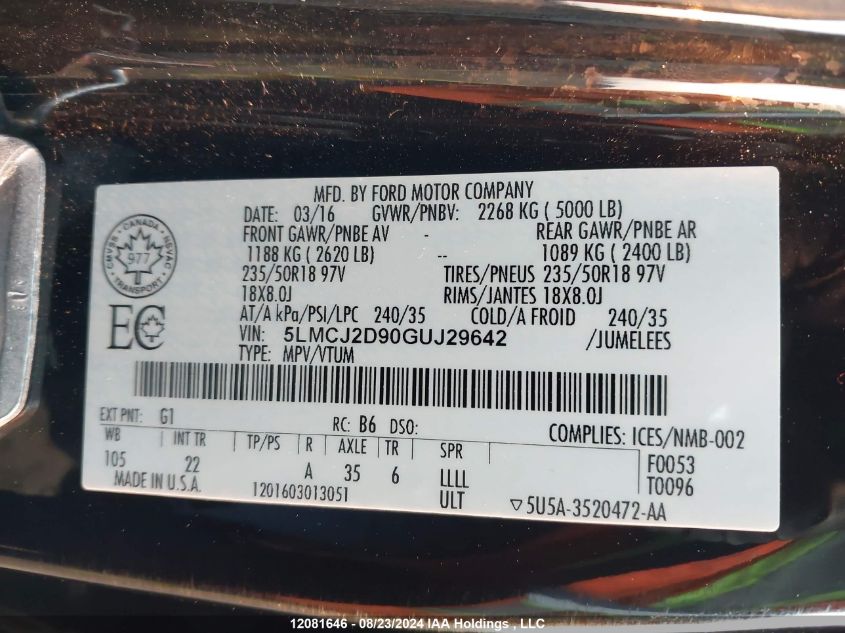 MFD. BY FORD MOTOR COMPANY
DATE: 03/16 GVWR/PNBV: 2268 KG ( 5000 LB)
FRONT GAWR/PNBE AV - REAR GAWR/PNBE AR
1188 KG ( 2620 LB) -- 1089 KG ( 2400 LB)
235/50R18 97V TIRES/PNEUS 235/50R18 97V
18X8.0J RIMS/JANTES 18X8.0J
AT/A kPa/PSI/LPC 240/35 COLD/A FROID 240/35
VIN: 5LMCJ2D90GUJ29642 /JUMELEES
TYPE: MPV/VTUM
CANADA
CMVSS NSVAC
977
TRANSPORT
EC
EXT PNT: G1 RC: B6 DSO: COMPLIES: ICES/NMB-002
WB INT TR TP/PS R AXLE TR SPR F0053
105 22 A 35 6 LLLL T0096
MADE IN U.S.A. 1201603013051 ULT ▽5U5A-3520472-AA
12081646 - 08/23/2024 IAA Holdings , LLC